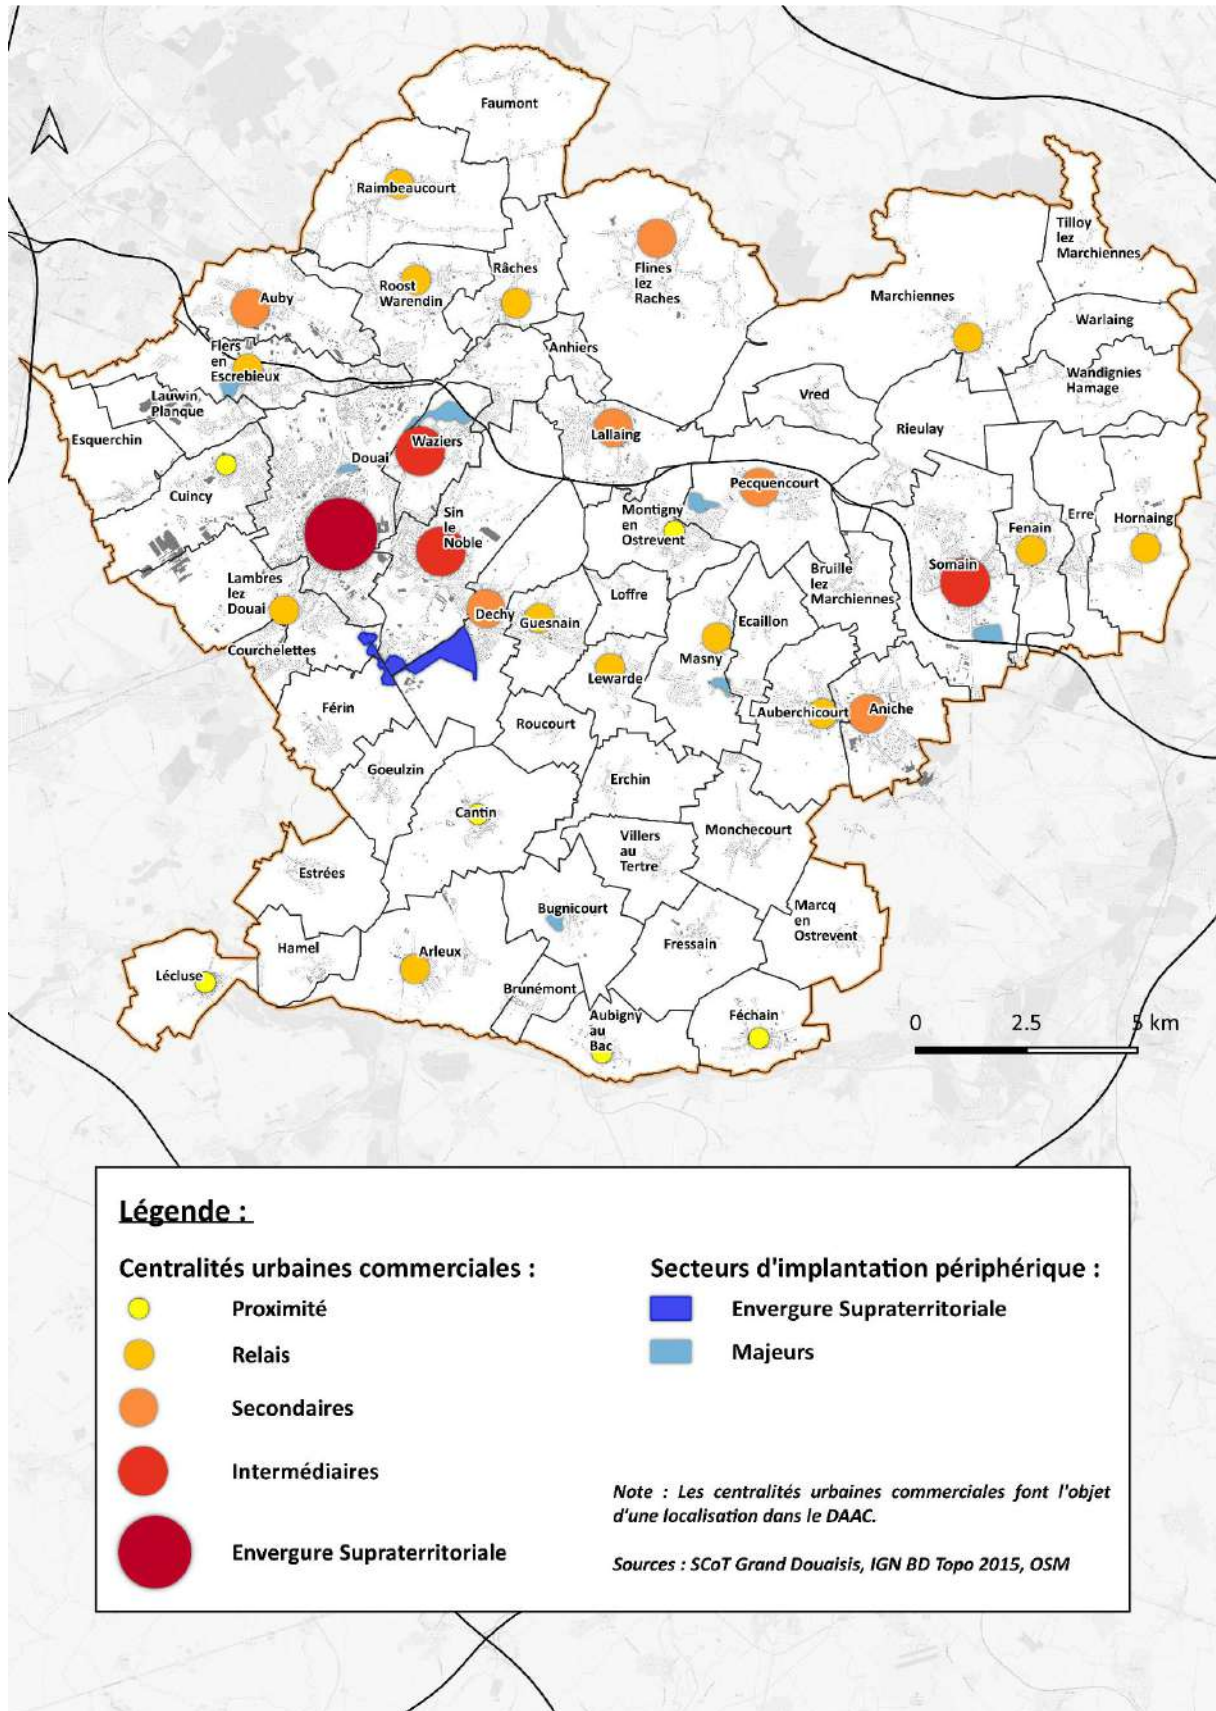 Faumont
Raimbeaucourt
Tilloy
lez
Marchiennes
Râches
Flines
lez
Raches
Roost
Warendin
Auby
Marchiennes
Warlaing
Flers
en
Escrebieux
Anhiers
Wandignies
Hamage
Lauwin
Planque
Vred
Esquerchin
Waziers
Lallaing
Rieulay
Douai
Cuincy
Pecquencourt
Sin
le
Noble
Montigny
en
Ostrevent
Fenain
Erre
Hornaing
Bruille
lez
Marchiennes
Somain
Lambres
lez
Douai
Loffre
Dechy
Guesnain
Ecaillon
Courchelettes
Masny
Lewarde
Férin
Roucourt
Auberchicourt
Aniche
Goeulzin
Erchin
Cantin
Monchecourt
Villers
au
Tertre
Estrées
Bugnicourt
Marcq
en
Ostrevent
Hamel
Arleux
Fressain
Lécluse
Brunémont
Aubigny
au
Bac
Féchain
0 2.5 5 km
Légende :
Centralités urbaines commerciales :
Proximité
Relais
Secondaires
Intermédiaires
Envergure Supraterritoriale
Secteurs d'implantation périphérique :
Envergure Supraterritoriale
Majeurs
Note : Les centralités urbaines commerciales font l'objet
d'une localisation dans le DAAC.
Sources : SCoT Grand Douaisis, IGN BD Topo 2015, OSM